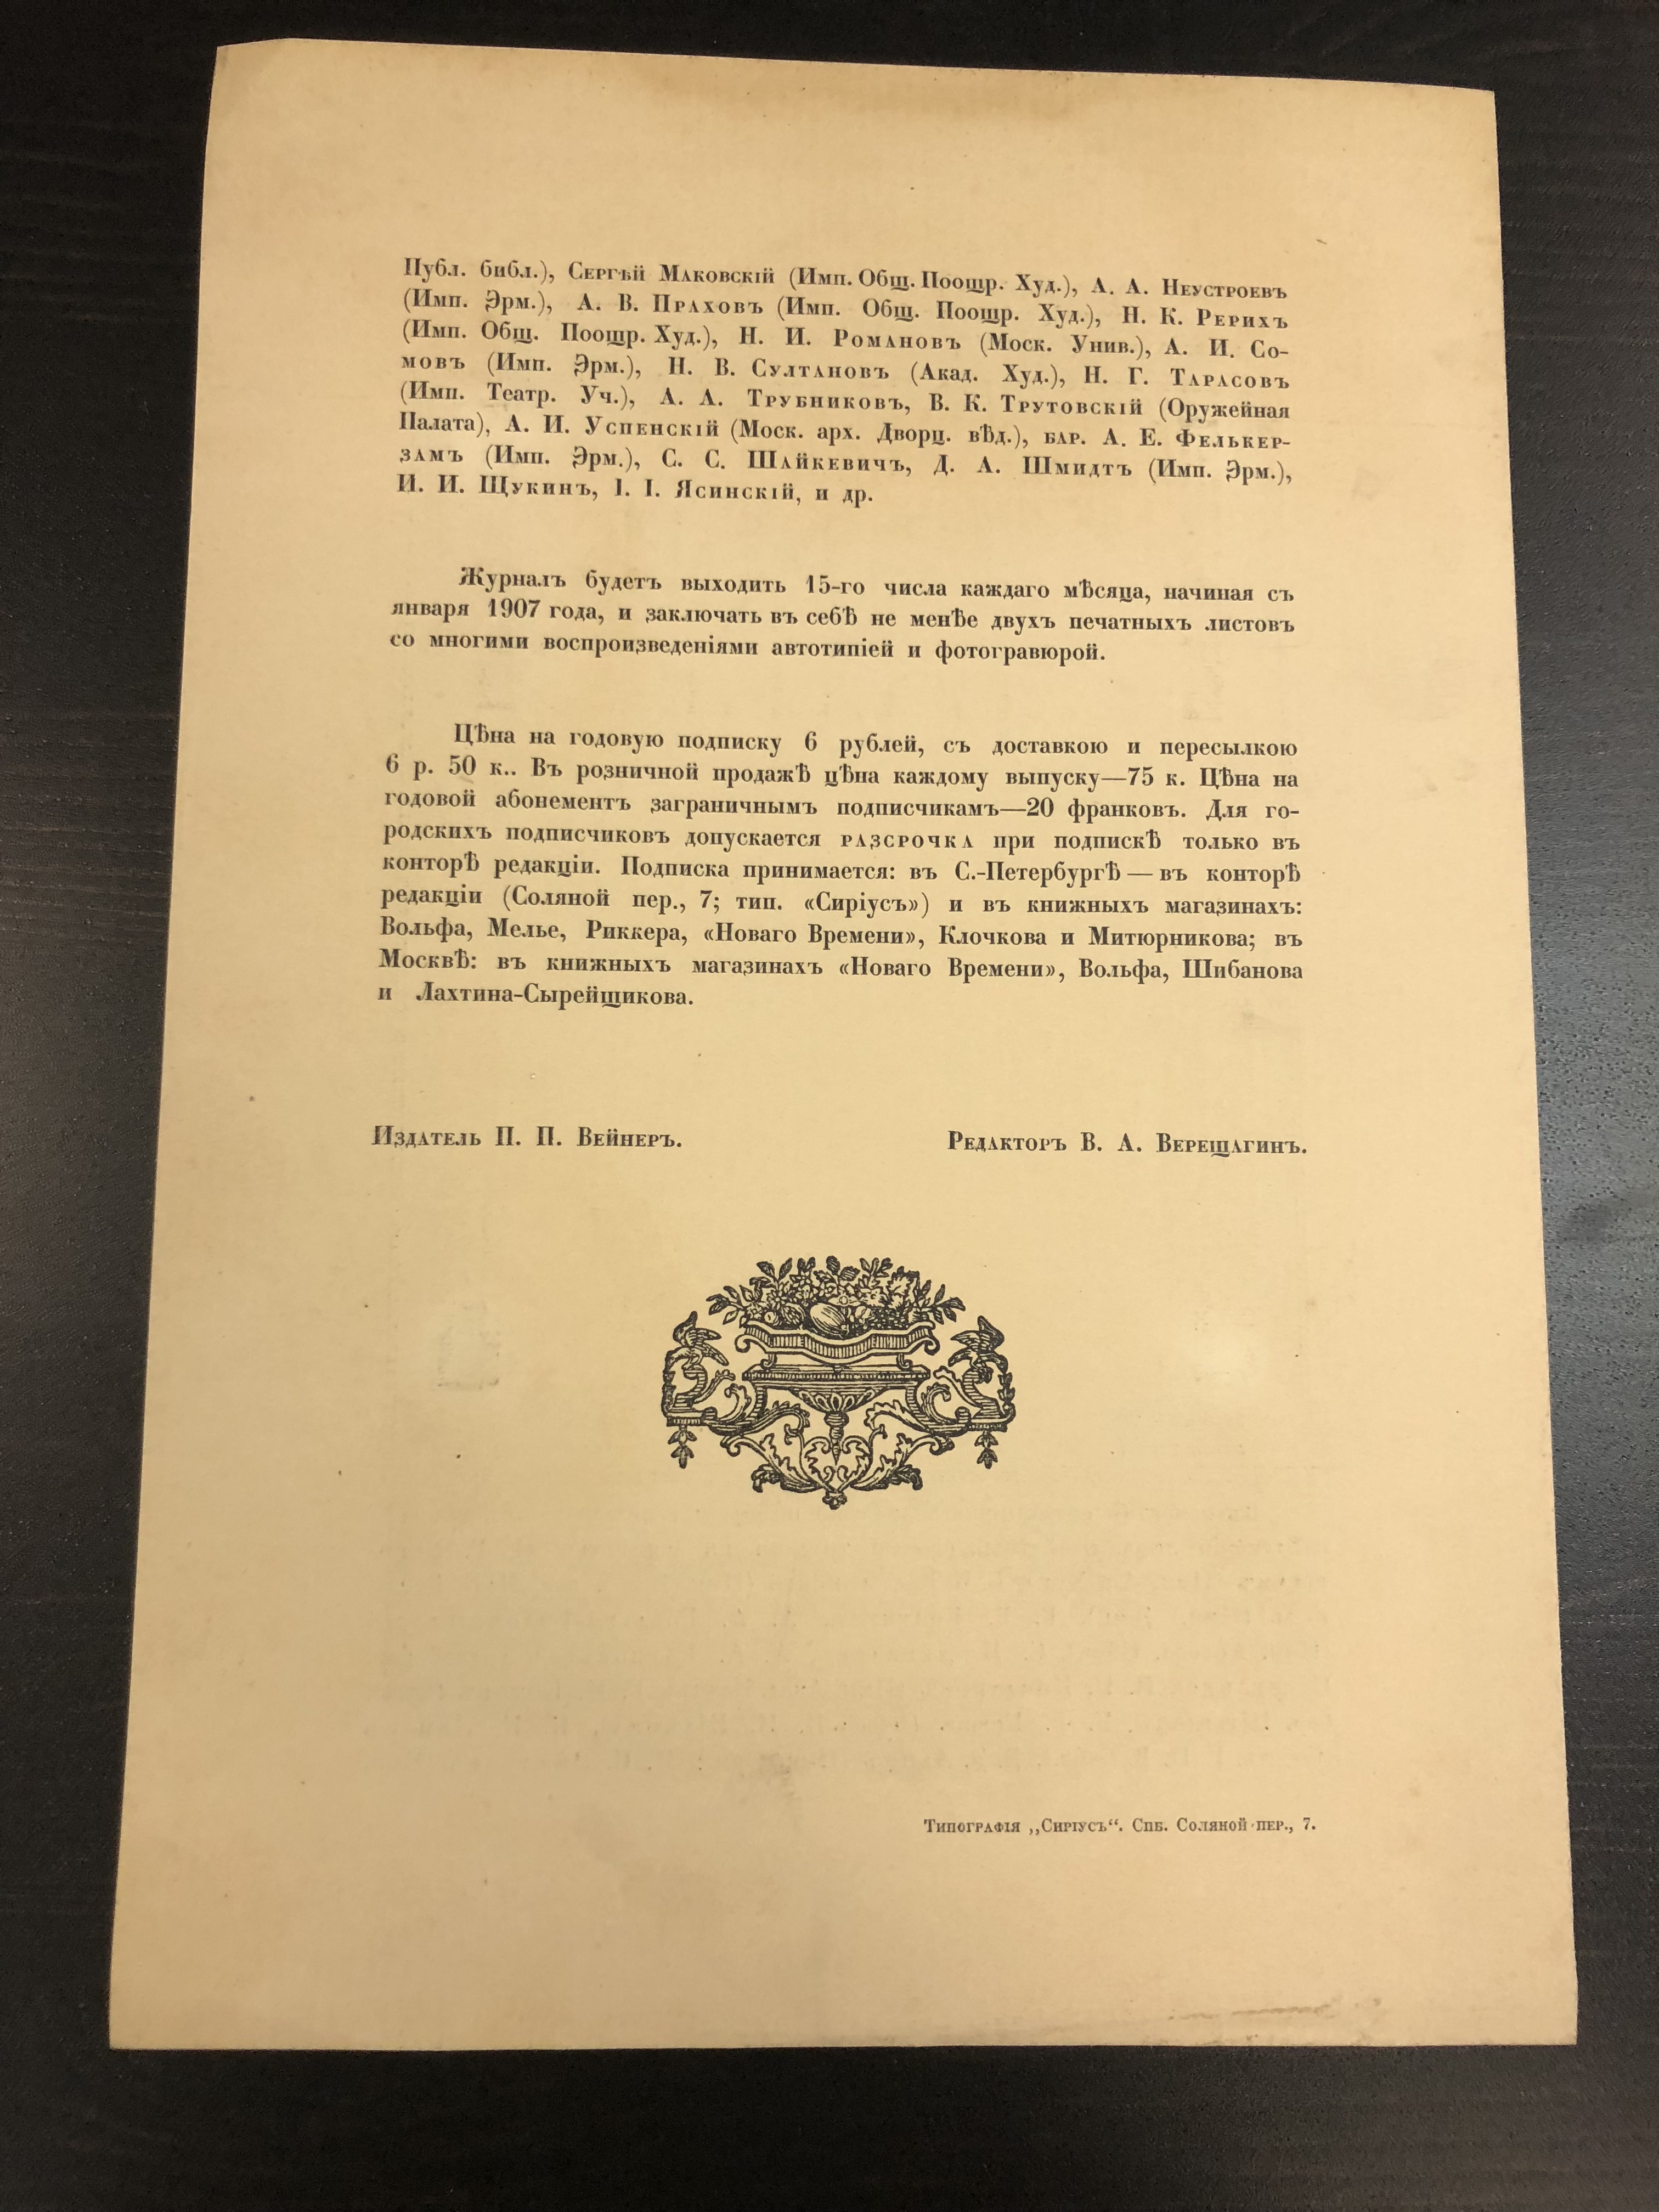 Публ. библ.), Сергѣй Маковскій (Имп. Общ. Поощр. Худ.), А. А. Неустроевъ
(Имп. Эрм.), А. В. Праховъ (Имп. Общ. Поощр. Худ.), Н. К. Рерихъ
(Имп. Общ. Поощр. Худ.), Н. И. Романовъ (Моск. Унив.), А. И. Со-
мовъ (Имп. Эрм.), Н. В. Султановъ (Акад. Худ.), Н. Г. Тарасовъ
(Имп. Театр. Уч.), А. А. Трубниковъ, В. К. Трутовскій (Оружейная
Палата), А. И. Успенскій (Моск. арх. Дворц. вѣд.), бар. А. Е. Фелькер-
замъ (Имп. Эрм.), С. С. Шайкевичъ, Д. А. Шмидтъ (Имп. Эрм.),
И. И. Щукинъ, І. І. Ясинскій, и др.
Журналъ будетъ выходить 15-го числа каждаго мѣсяца, начиная съ
января 1907 года, и заключать въ себѣ не менѣе двухъ печатныхъ листовъ
со многими воспроизведеніями автотипіей и фотогравюрой.
Цѣна на годовую подписку 6 рублей, съ доставкою и пересылкою
6 р. 50 к.. Въ розничной продажѣ цѣна каждому выпуску—75 к. Цѣна на
годовой абонементъ заграничнымъ подписчикамъ—20 франковъ. Для го-
родскихъ подписчиковъ допускается РАЗСРОЧКА при подпискѣ только въ
конторѣ редакціи. Подписка принимается: въ С.-Петербургѣ — въ конторѣ
редакціи (Соляной пер., 7; тип. «Сиріусъ») и въ книжныхъ магазинахъ:
Вольфа, Мелье, Риккера, «Новаго Времени», Клочкова и Митюрникова; въ
Москвѣ: въ книжныхъ магазинахъ «Новаго Времени», Вольфа, Шибанова
и Лахтина-Сырейщикова.
Издатель П. П. Вейнеръ.
Редакторъ В. А. Верещагинъ.
Типографія „Сиріусъ“. Спб. Соляной пер., 7.